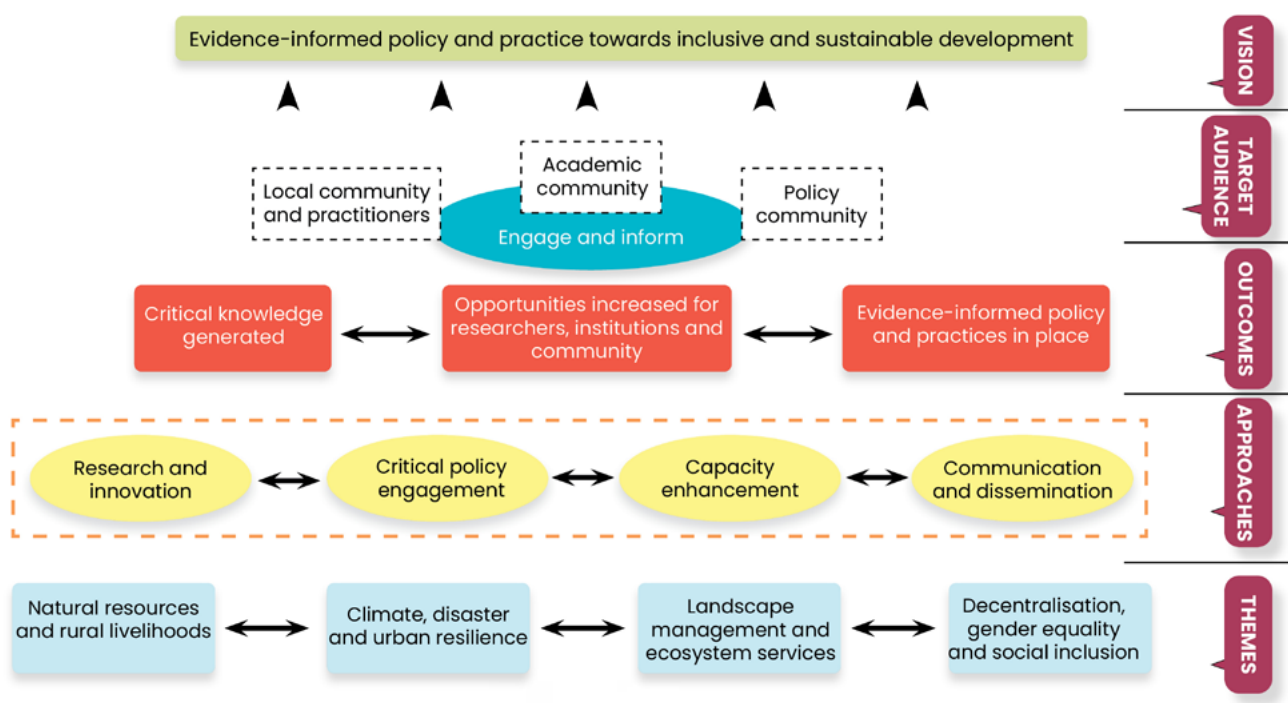 Evidence-informed policy and practice towards inclusive and sustainable development
VISION
Local community
and practitioners
Academic
community
Policy
community
Engage and inform
TARGET
AUDIENCE
Critical knowledge
generated
Opportunities increased for
researchers, institutions and
community
Evidence-informed policy
and practices in place
OUTCOMES
Research and
innovation
Critical policy
engagement
Capacity
enhancement
Communication
and dissemination
APPROACHES
Natural resources
and rural livelihoods
Climate, disaster
and urban resilience
Landscape
management and
ecosystem services
Decentralisation,
gender equality
and social inclusion
THEMES